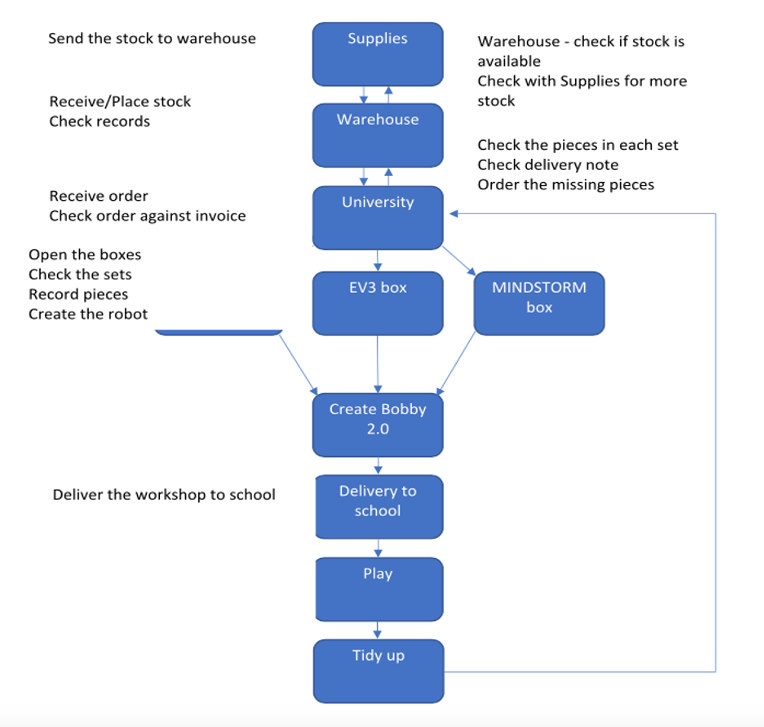 Send the stock to warehouse
Supplies
Warehouse - check if stock is
available
Check with Supplies for more
stock
Receive/Place stock
Check records
Warehouse
Check the pieces in each set
Check delivery note
Order the missing pieces
Receive order
Check order against invoice
University
Open the boxes
Check the sets
Record pieces
Create the robot
EV3 box
MINDSTORM
box
Create Bobby
2.0
Deliver the workshop to school
Delivery to
school
Play
Tidy up